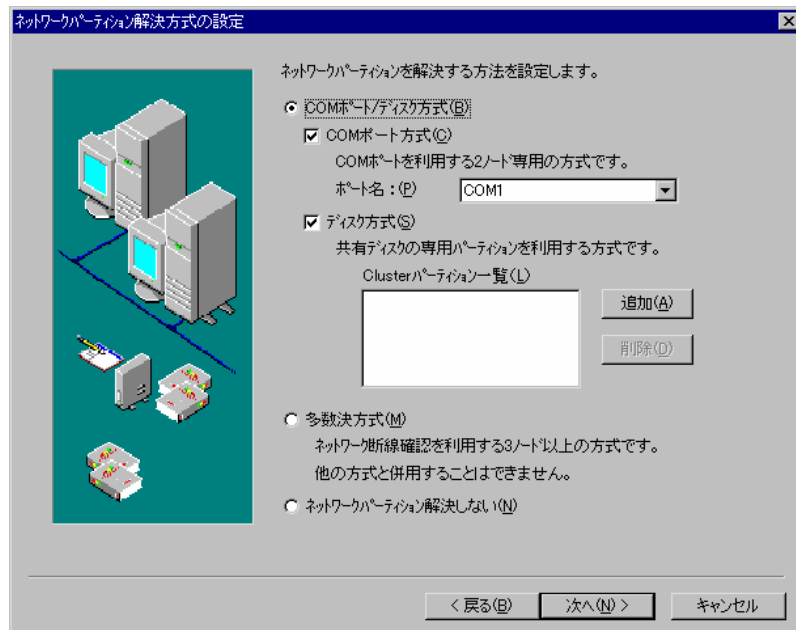 ネットワークパーティション解決方式の設定
ネットワークパーティションを解決する方法を設定します。
COMポート/ディスク方式(B)
COMポート方式(C)
COMポートを利用する2ノード専用の方式です。
ポート名：(P)
COM1
ディスク方式(S)
共有ディスクの専用パーティションを利用する方式です。
Clusterパーティション一覧(L)
追加(A)
削除(D)
多数決方式(M)
ネットワーク断線確認を利用する3ノード以上の方式です。
他の方式と併用することはできません。
ネットワークパーティション解決しない(N)
< 戻る(B)
次へ(N) >
キャンセル